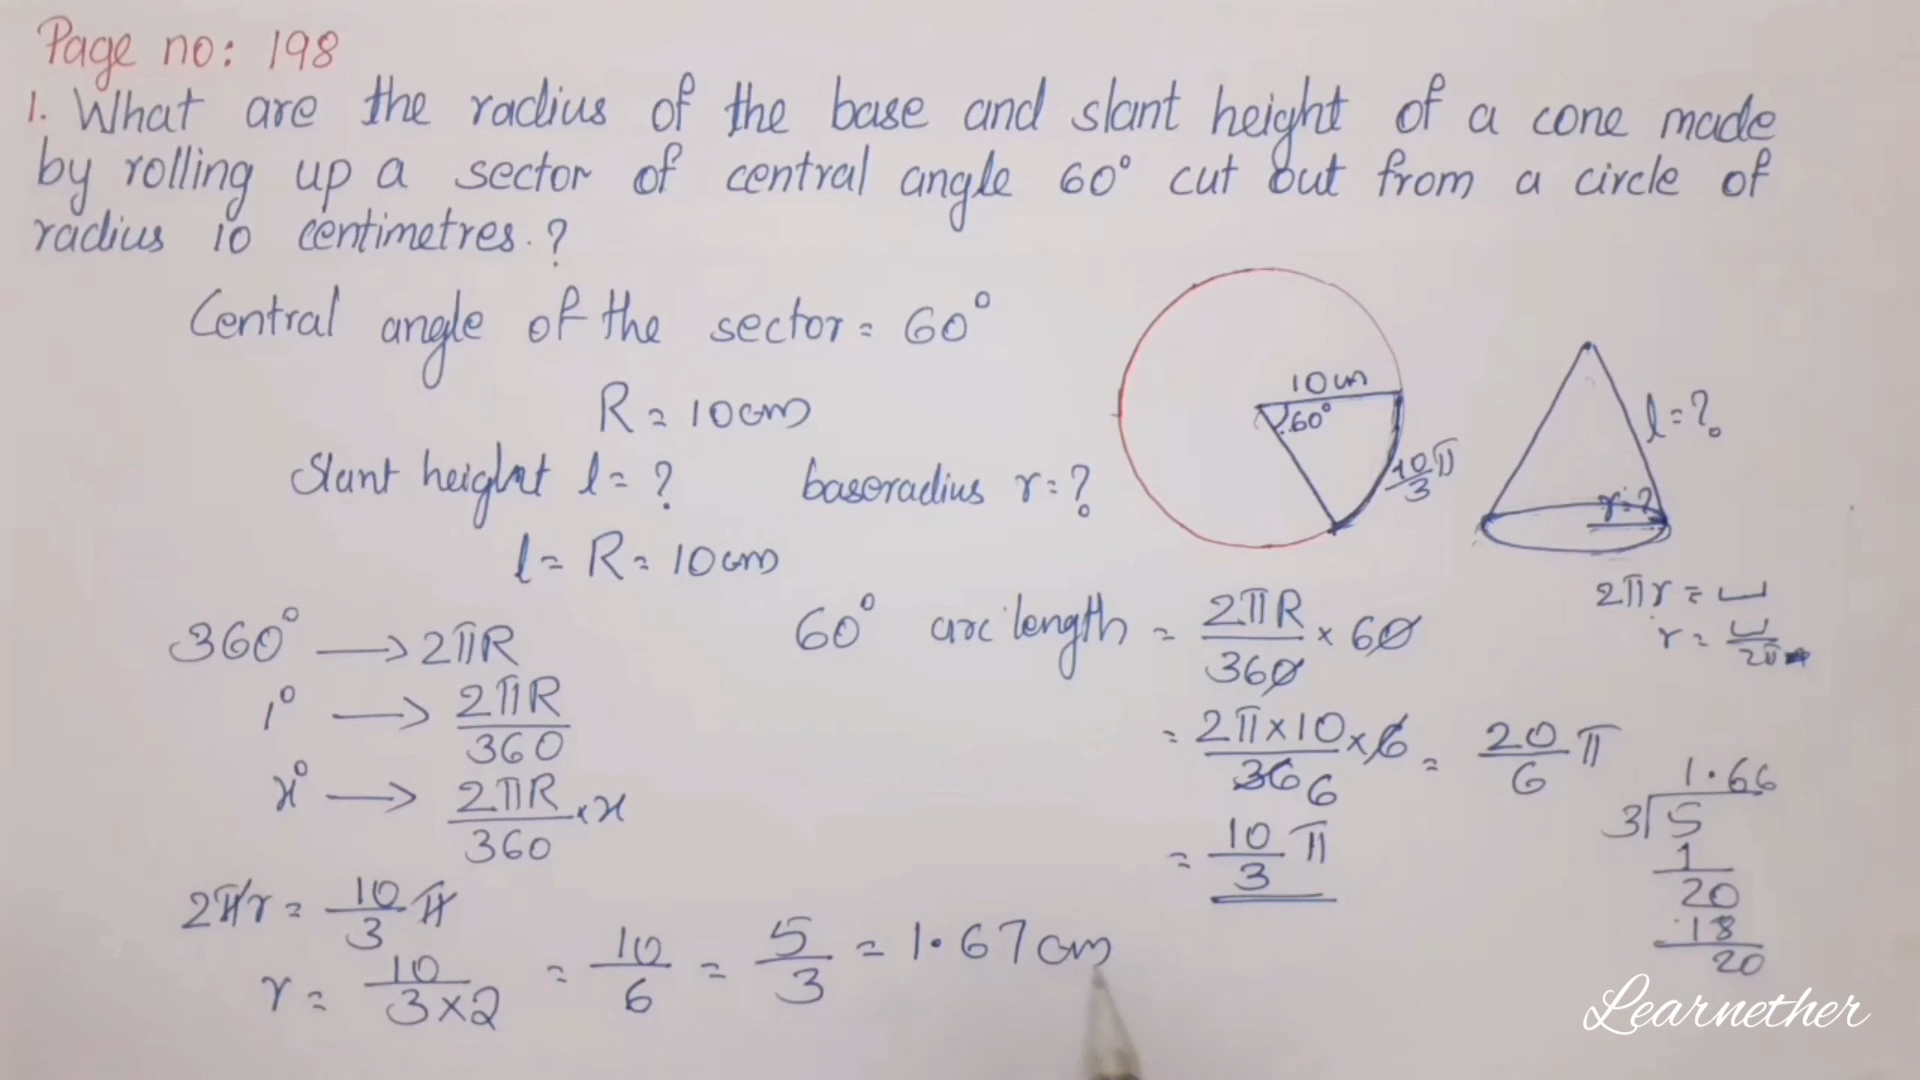 Page no: 198
1. What are the radius of the base and slant height of a cone made
by rolling up a sector of central angle 60° cut out from a circle of
radius 10 centimetres.?
Central angle of the sector = 60°
R = 10cm
Slant height l = ? baseradius r = ?
l = R = 10cm
10cm
60°
10/3 π
l = ?
r = ?
2πr = ⌴
r = ⌴/2π
360° → 2πR
1° → 2πR/360
x° → 2πR/360 × x
60° arc length = 2πR/360 × 60
= 2π×10/36 × 6 = 20/6 π
6
= 10/3 π
2πr = 10/3 π
r = 10/3×2 = 10/6 = 5/3 = 1.67cm
1.66
3 5
1
20
18
20
Learnether